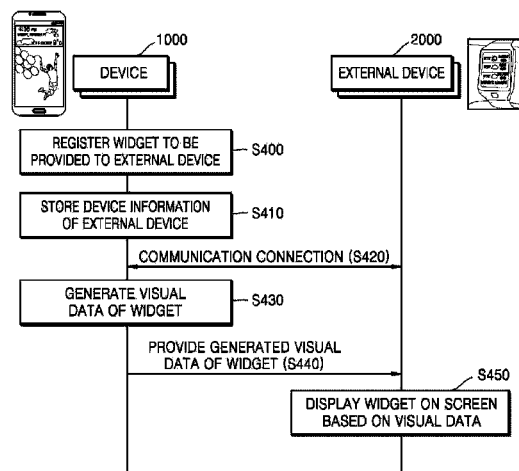 1000
2000
DEVICE
EXTERNAL DEVICE
REGISTER WIDGET TO BE
PROVIDED TO EXTERNAL DEVICE
S400
STORE DEVICE INFORMATION
OF EXTERNAL DEVICE
S410
COMMUNICATION CONNECTION (S420)
GENERATE VISUAL
DATA OF WIDGET
S430
PROVIDE GENERATED VISUAL
DATA OF WIDGET (S440)
S450
DISPLAY WIDGET ON SCREEN
BASED ON VISUAL DATA